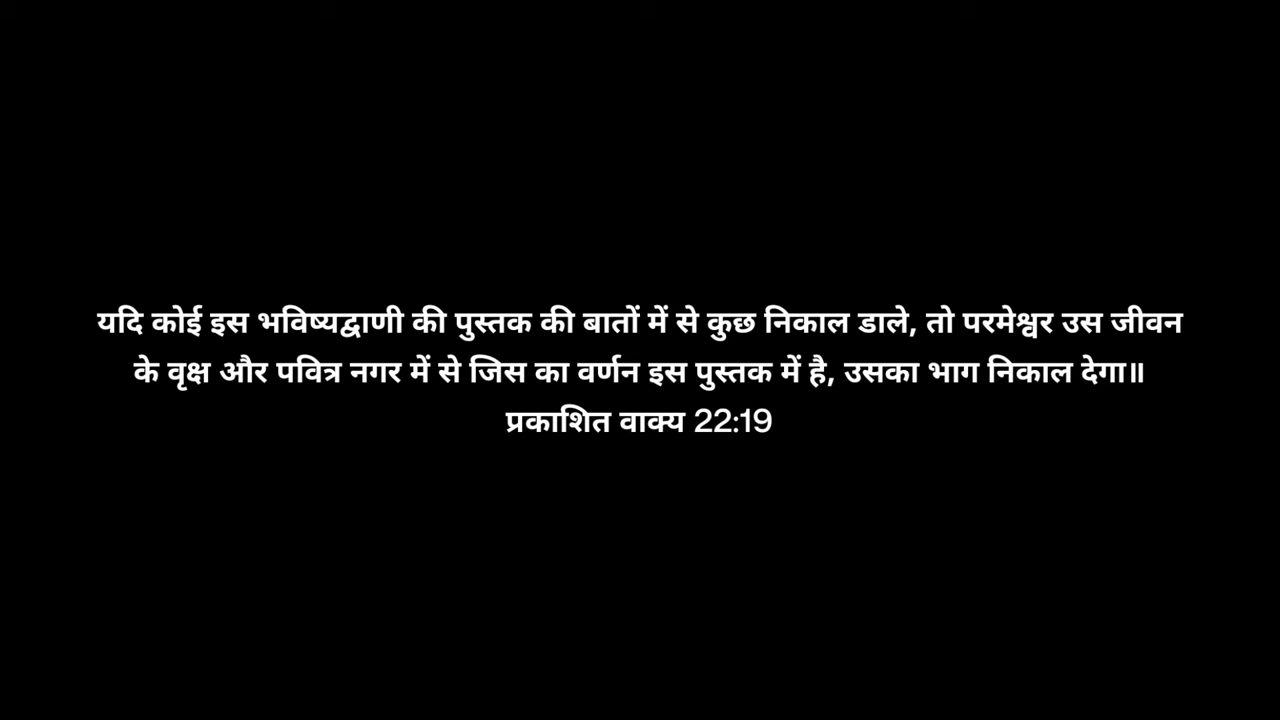 यदि कोई इस भविष्यद्वाणी की पुस्तक की बातों में से कुछ निकाल डाले, तो परमेश्वर उस जीवन
के वृक्ष और पवित्र नगर में से जिस का वर्णन इस पुस्तक में है, उसका भाग निकाल देगा॥
प्रकाशित वाक्य 22:19